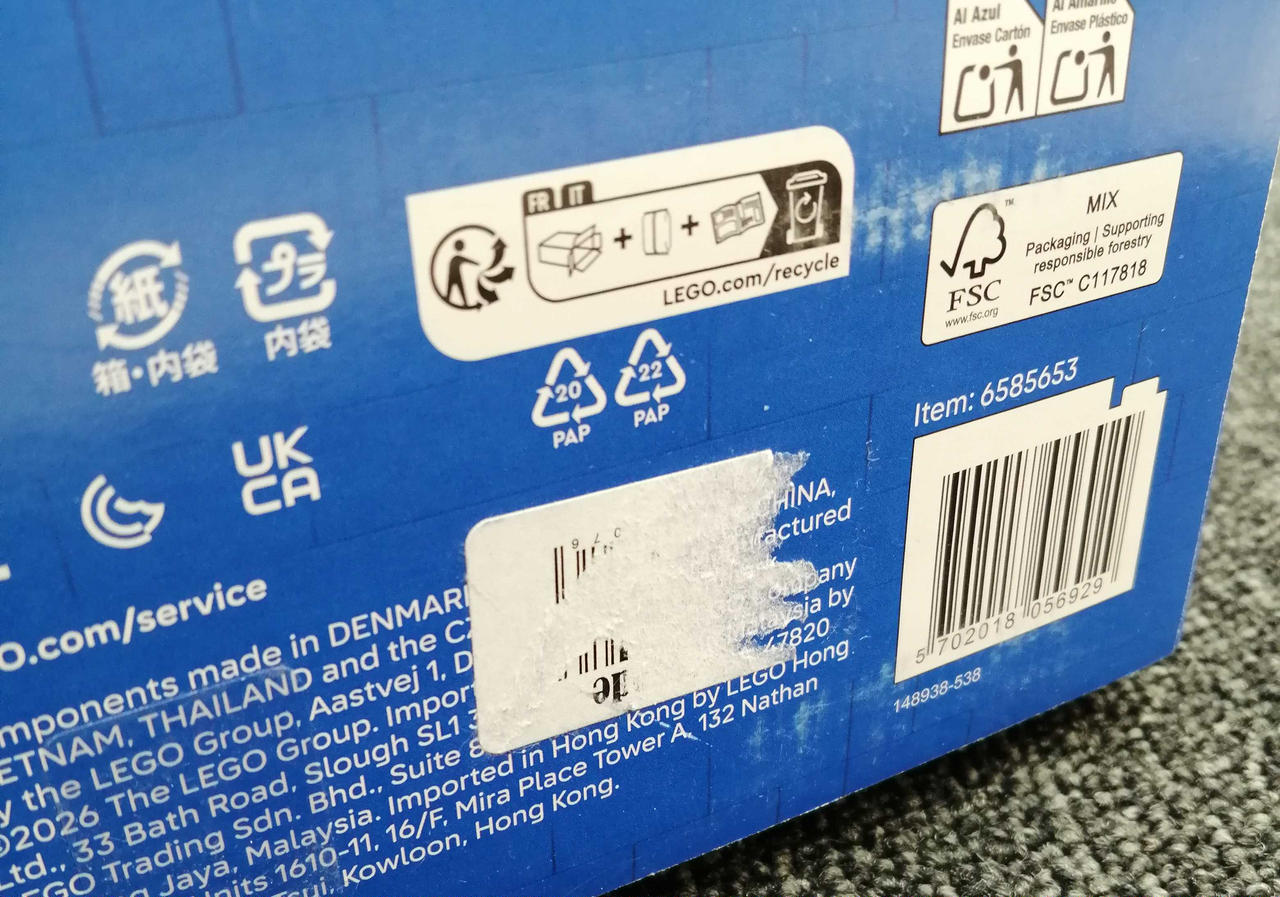 Al Azul
Envase Cartón
Al Amarillo
Envase Plástico
FR IT
LEGO.com/recycle
紙
箱・内袋
プラ
内袋
20
PAP
22
PAP
MIX
Packaging | Supporting
responsible forestry
FSC™ C117818
FSC
™
www.fsc.org
UK
CA
Item: 6585653
5 702018 056929
148938-538
O.com/service
mponents made in DENMAR HINA,
ETNAM, THAILAND and the CZ actured
y the LEGO Group, Aastvej 1, D
©2026 The LEGO Group. Impor ompany
Ltd., 33 Bath Road, Slough SL1 3 ysia by
EGO Trading Sdn. Bhd., Suite 8 47820
g Jaya, Malaysia. Imported in Hong Kong by LEGO Hong
Units 1610-11, 16/F, Mira Place Tower A, 132 Nathan
Tsui, Kowloon, Hong Kong.